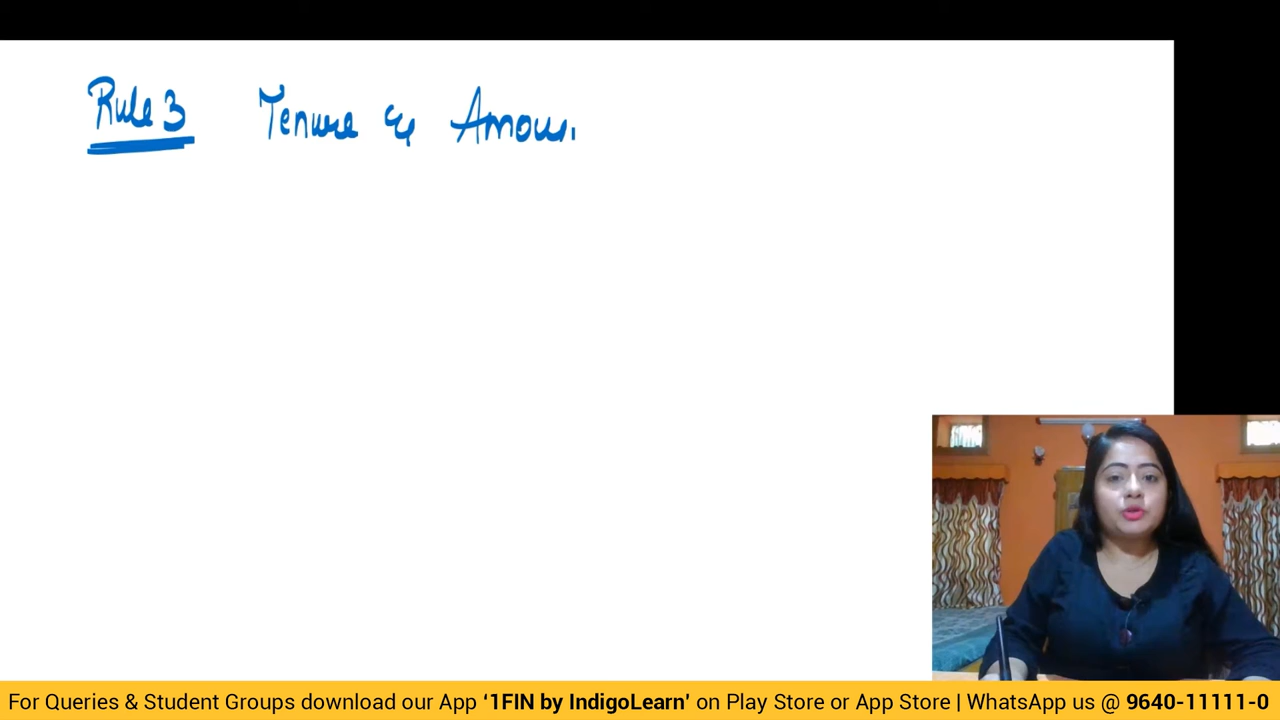 Rule 3 Tenure & Amoun
For Queries & Student Groups download our App ‘1FIN by IndigoLearn’ on Play Store or App Store | WhatsApp us @ 9640-11111-0